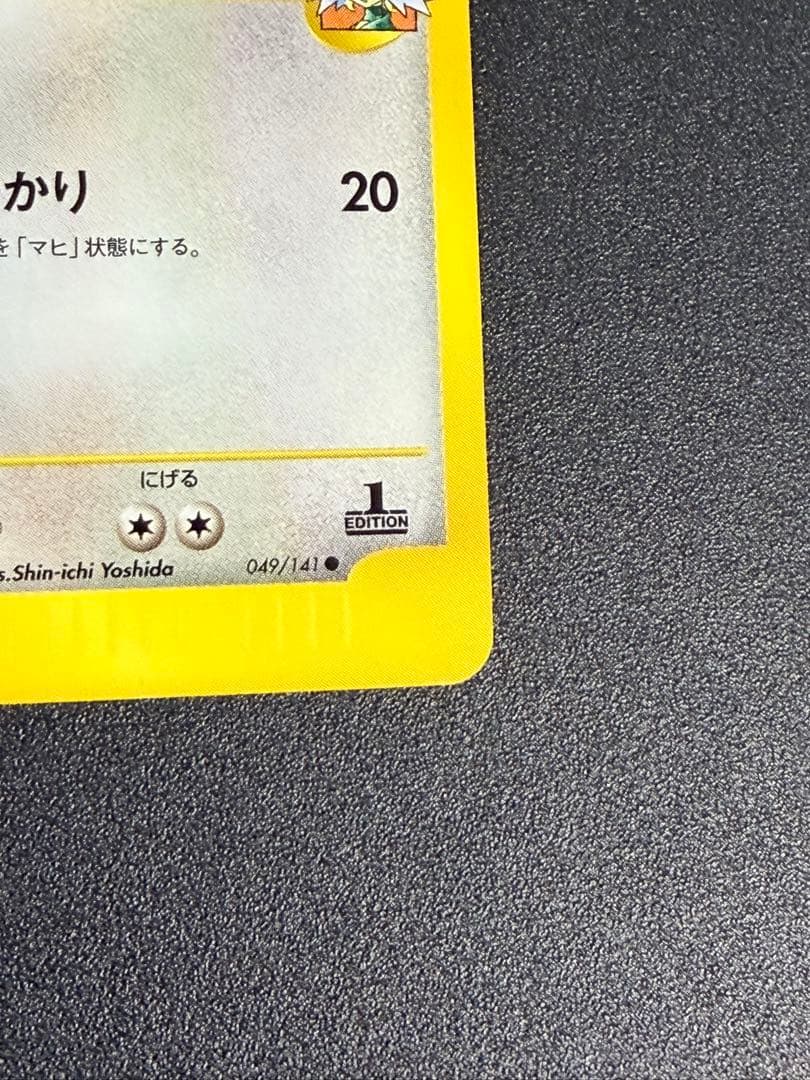 かり 20
を「マヒ」状態にする。
にげる
1
EDITION
s.Shin-ichi Yoshida 049/141